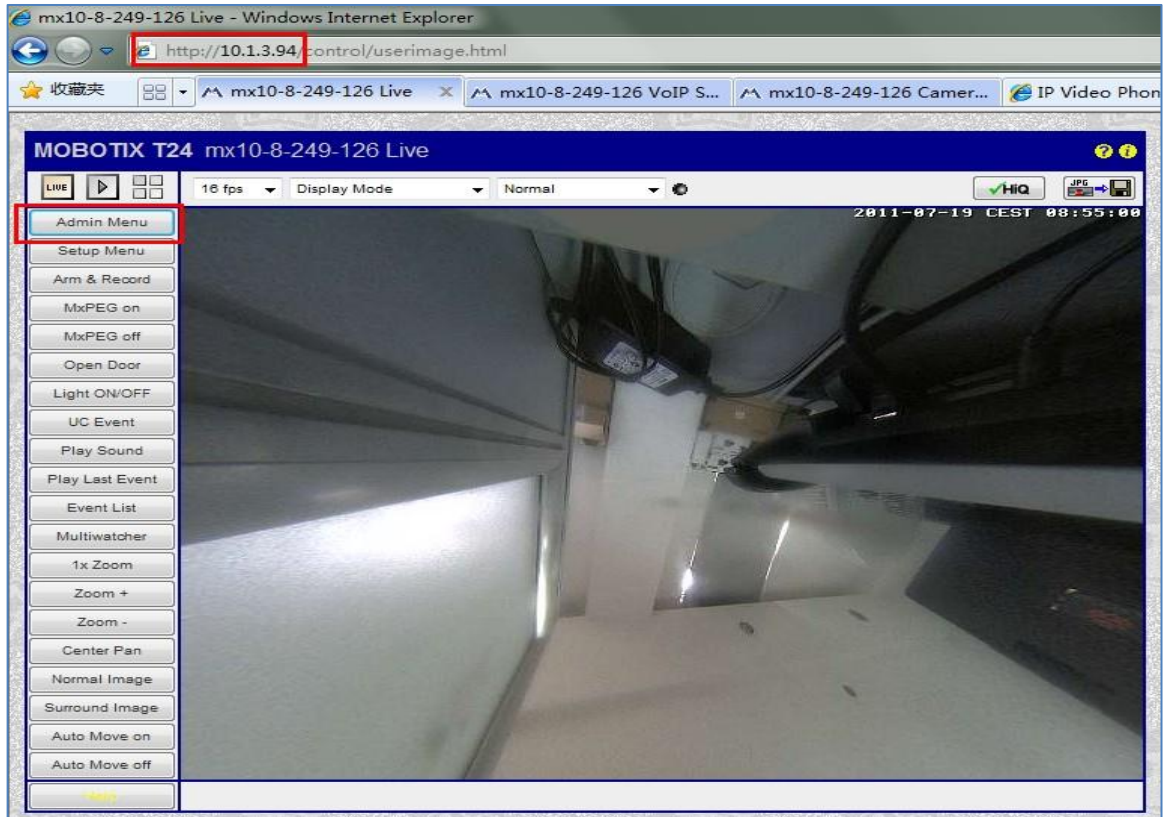 mx10-8-249-126 Live - Windows Internet Explorer
http://10.1.3.94/control/userimage.html
收藏夹 mx10-8-249-126 Live x mx10-8-249-126 VoIP S... mx10-8-249-126 Camer... IP Video Phon
MOBOTIX T24 mx10-8-249-126 Live ? i
LIVE 16 fps Display Mode Normal HiQ JPG
2011-07-19 CEST 08:55:00
Admin Menu
Setup Menu
Arm & Record
MxPEG on
MxPEG off
Open Door
Light ON/OFF
UC Event
Play Sound
Play Last Event
Event List
Multiwatcher
1x Zoom
Zoom +
Zoom -
Center Pan
Normal Image
Surround Image
Auto Move on
Auto Move off